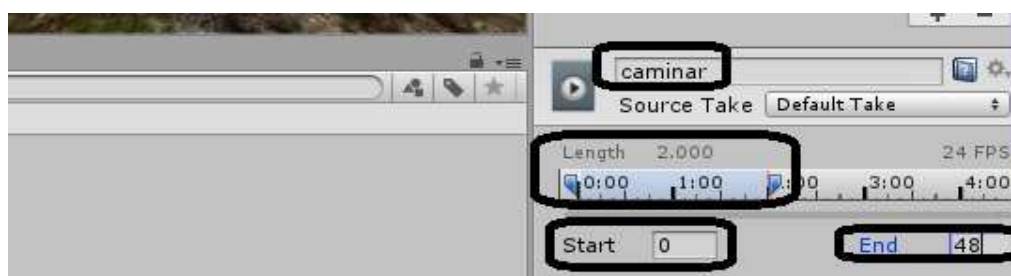 caminar
Source Take Default Take
Length 2.000 24 FPS
0:00 1:00 :00 3:00 4:00
Start 0 End 48